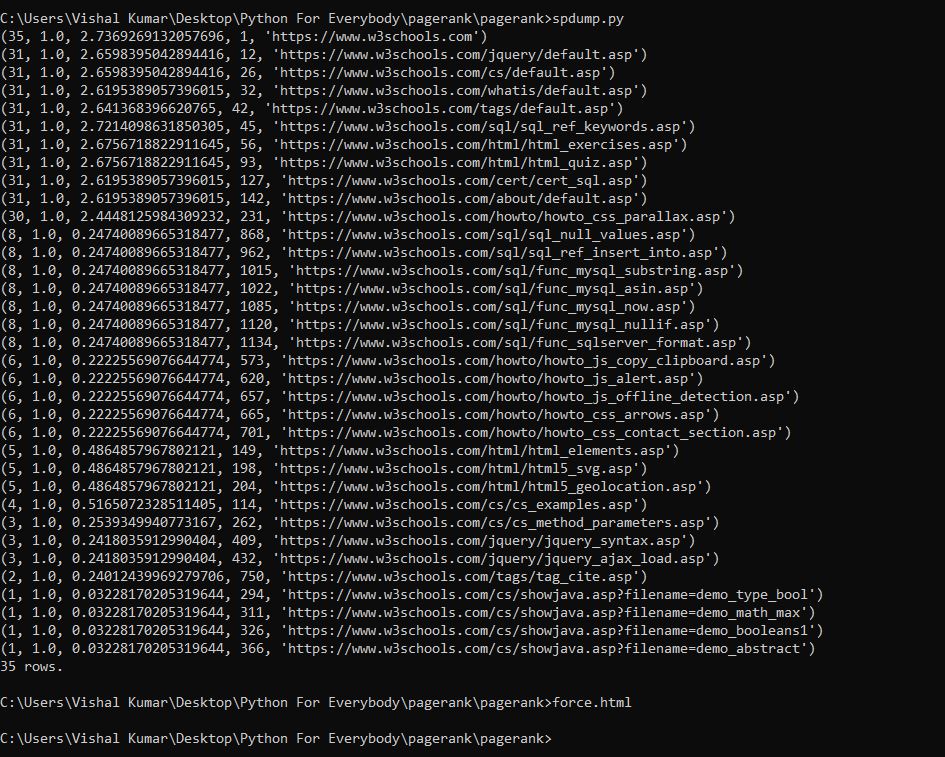 C:\Users\Vishal Kumar\Desktop\Python For Everybody\pagerank\pagerank>spdump.py
(35, 1.0, 2.7369269132057696, 1, 'https://www.w3schools.com')
(31, 1.0, 2.6598395042894416, 12, 'https://www.w3schools.com/jquery/default.asp')
(31, 1.0, 2.6598395042894416, 26, 'https://www.w3schools.com/cs/default.asp')
(31, 1.0, 2.6195389057396015, 32, 'https://www.w3schools.com/whatis/default.asp')
(31, 1.0, 2.641368396620765, 42, 'https://www.w3schools.com/tags/default.asp')
(31, 1.0, 2.7214098631850305, 45, 'https://www.w3schools.com/sql/sql_ref_keywords.asp')
(31, 1.0, 2.6756718822911645, 56, 'https://www.w3schools.com/html/html_exercises.asp')
(31, 1.0, 2.6756718822911645, 93, 'https://www.w3schools.com/html/html_quiz.asp')
(31, 1.0, 2.6195389057396015, 127, 'https://www.w3schools.com/cert/cert_sql.asp')
(31, 1.0, 2.6195389057396015, 142, 'https://www.w3schools.com/about/default.asp')
(30, 1.0, 2.4448125984309232, 231, 'https://www.w3schools.com/howto/howto_css_parallax.asp')
(8, 1.0, 0.24740089665318477, 868, 'https://www.w3schools.com/sql/sql_null_values.asp')
(8, 1.0, 0.24740089665318477, 962, 'https://www.w3schools.com/sql/sql_ref_insert_into.asp')
(8, 1.0, 0.24740089665318477, 1015, 'https://www.w3schools.com/sql/func_mysql_substring.asp')
(8, 1.0, 0.24740089665318477, 1022, 'https://www.w3schools.com/sql/func_mysql_asin.asp')
(8, 1.0, 0.24740089665318477, 1085, 'https://www.w3schools.com/sql/func_mysql_now.asp')
(8, 1.0, 0.24740089665318477, 1120, 'https://www.w3schools.com/sql/func_mysql_nullif.asp')
(8, 1.0, 0.24740089665318477, 1134, 'https://www.w3schools.com/sql/func_sqlserver_format.asp')
(6, 1.0, 0.22225569076644774, 573, 'https://www.w3schools.com/howto/howto_js_copy_clipboard.asp')
(6, 1.0, 0.22225569076644774, 620, 'https://www.w3schools.com/howto/howto_js_alert.asp')
(6, 1.0, 0.22225569076644774, 657, 'https://www.w3schools.com/howto/howto_js_offline_detection.asp')
(6, 1.0, 0.22225569076644774, 665, 'https://www.w3schools.com/howto/howto_css_arrows.asp')
(6, 1.0, 0.22225569076644774, 701, 'https://www.w3schools.com/howto/howto_css_contact_section.asp')
(5, 1.0, 0.4864857967802121, 149, 'https://www.w3schools.com/html/html_elements.asp')
(5, 1.0, 0.4864857967802121, 198, 'https://www.w3schools.com/html/html5_svg.asp')
(5, 1.0, 0.4864857967802121, 204, 'https://www.w3schools.com/html/html5_geolocation.asp')
(4, 1.0, 0.5165072328511405, 114, 'https://www.w3schools.com/cs/cs_examples.asp')
(3, 1.0, 0.2539349940773167, 262, 'https://www.w3schools.com/cs/cs_method_parameters.asp')
(3, 1.0, 0.2418035912990404, 409, 'https://www.w3schools.com/jquery/jquery_syntax.asp')
(3, 1.0, 0.2418035912990404, 432, 'https://www.w3schools.com/jquery/jquery_ajax_load.asp')
(2, 1.0, 0.24012439969279706, 750, 'https://www.w3schools.com/tags/tag_cite.asp')
(1, 1.0, 0.03228170205319644, 294, 'https://www.w3schools.com/cs/showjava.asp?filename=demo_type_bool')
(1, 1.0, 0.03228170205319644, 311, 'https://www.w3schools.com/cs/showjava.asp?filename=demo_math_max')
(1, 1.0, 0.03228170205319644, 326, 'https://www.w3schools.com/cs/showjava.asp?filename=demo_booleans1')
(1, 1.0, 0.03228170205319644, 366, 'https://www.w3schools.com/cs/showjava.asp?filename=demo_abstract')
35 rows.
C:\Users\Vishal Kumar\Desktop\Python For Everybody\pagerank\pagerank>force.html
C:\Users\Vishal Kumar\Desktop\Python For Everybody\pagerank\pagerank>